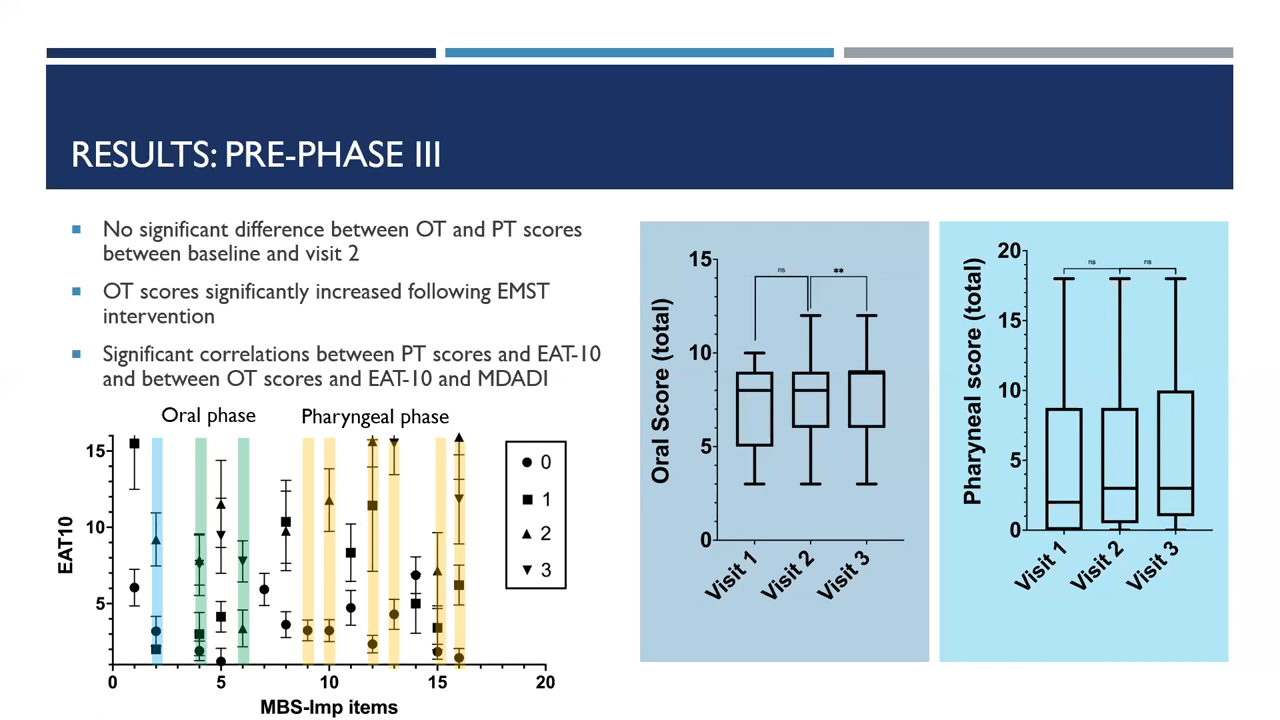 RESULTS: PRE-PHASE III
No significant difference between OT and PT scores
between baseline and visit 2
OT scores significantly increased following EMST
intervention
Significant correlations between PT scores and EAT-10
and between OT scores and EAT-10 and MDADI
Oral phase
Pharyngeal phase
EAT10
15
10
5
0
5
10
15
20
MBS-Imp items
0
1
2
3
Oral Score (total)
15
10
5
0
ns
**
Visit 1
Visit 2
Visit 3
Pharyneal score (total)
20
15
10
5
0
ns
ns
Visit 1
Visit 2
Visit 3